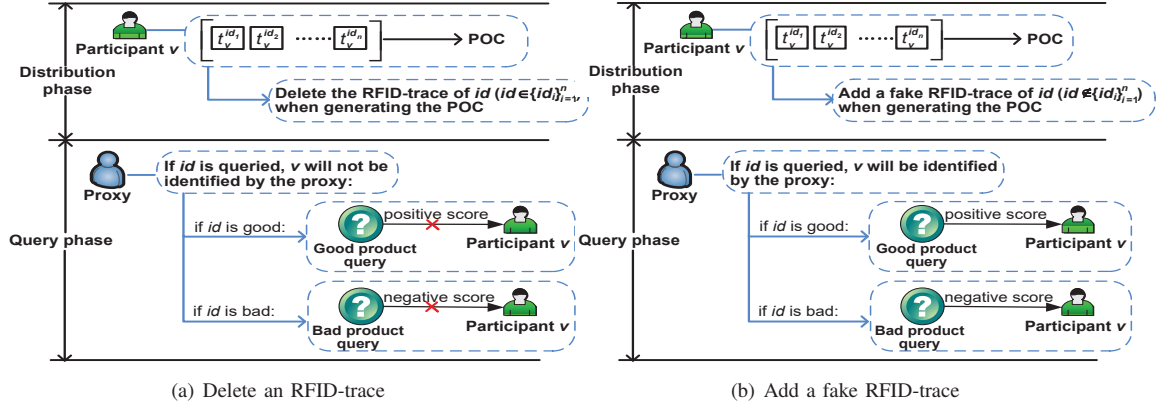 Participant v
t_v^{id_1} t_v^{id_2} ...... t_v^{id_n}
POC
Distribution
phase
Delete the RFID-trace of id (id∈{id_i}_{i=1}^n,
when generating the POC
Proxy
If id is queried, v will not be
identified by the proxy:
Query phase
if id is good:
Good product
query
positive score
Participant v
if id is bad:
Bad product
query
negative score
Participant v
(a) Delete an RFID-trace
Participant v
t_v^{id_1} t_v^{id_2} ...... t_v^{id_n}
POC
Distribution
phase
Add a fake RFID-trace of id (id∉{id_i}_{i=1}^n)
when generating the POC
Proxy
If id is queried, v will be identified
by the proxy:
Query phase
if id is good:
Good product
query
positive score
Participant v
if id is bad:
Bad product
query
negative score
Participant v
(b) Add a fake RFID-trace